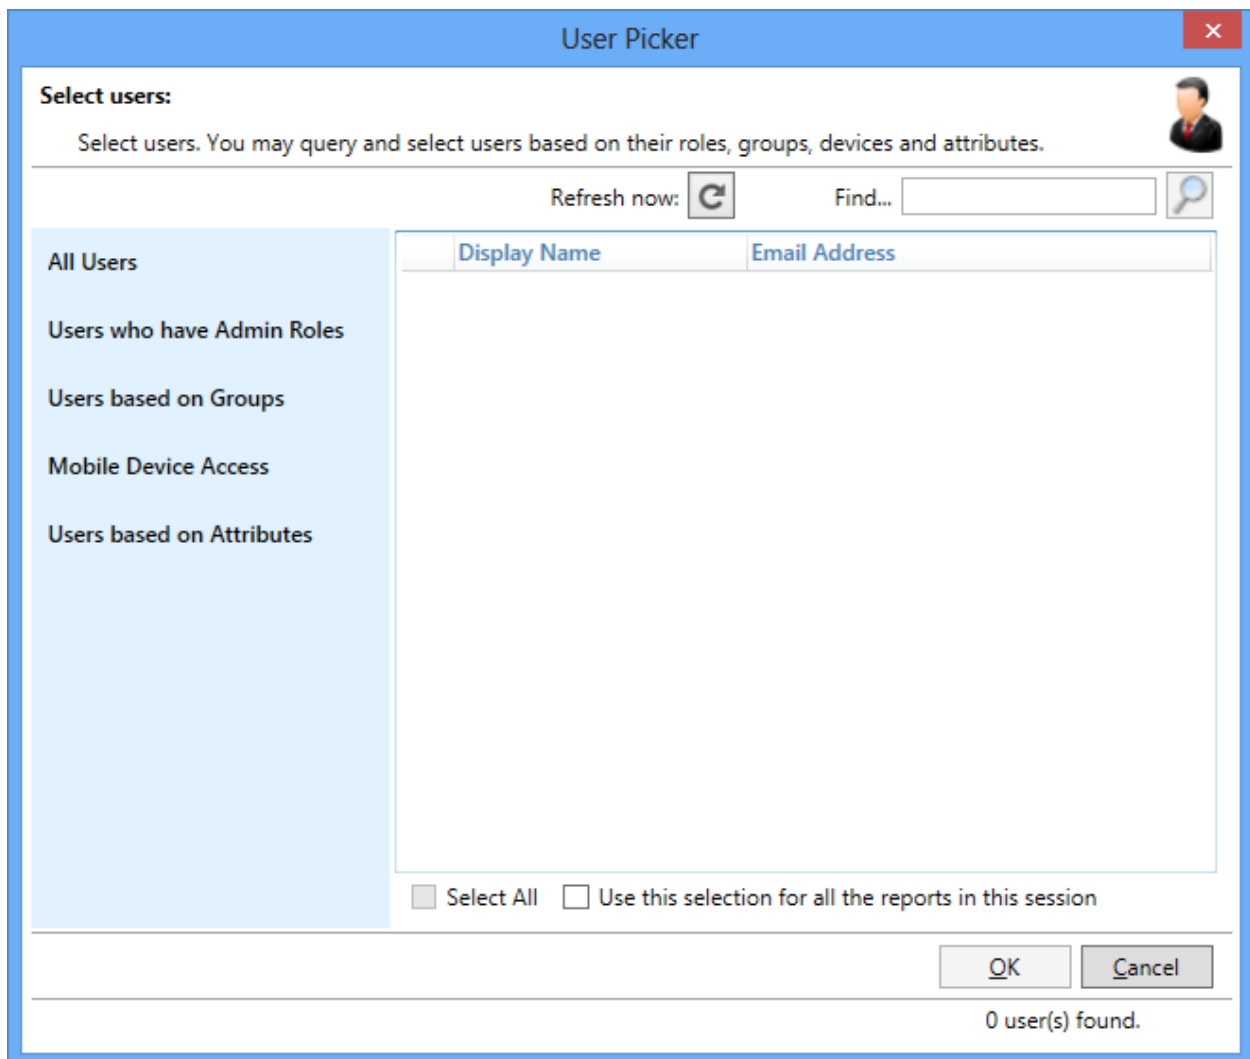 User Picker
Select users:
Select users. You may query and select users based on their roles, groups, devices and attributes.
Refresh now: Find...
All Users
Users who have Admin Roles
Users based on Groups
Mobile Device Access
Users based on Attributes
Display Name Email Address
Select All Use this selection for all the reports in this session
OK Cancel
0 user(s) found.